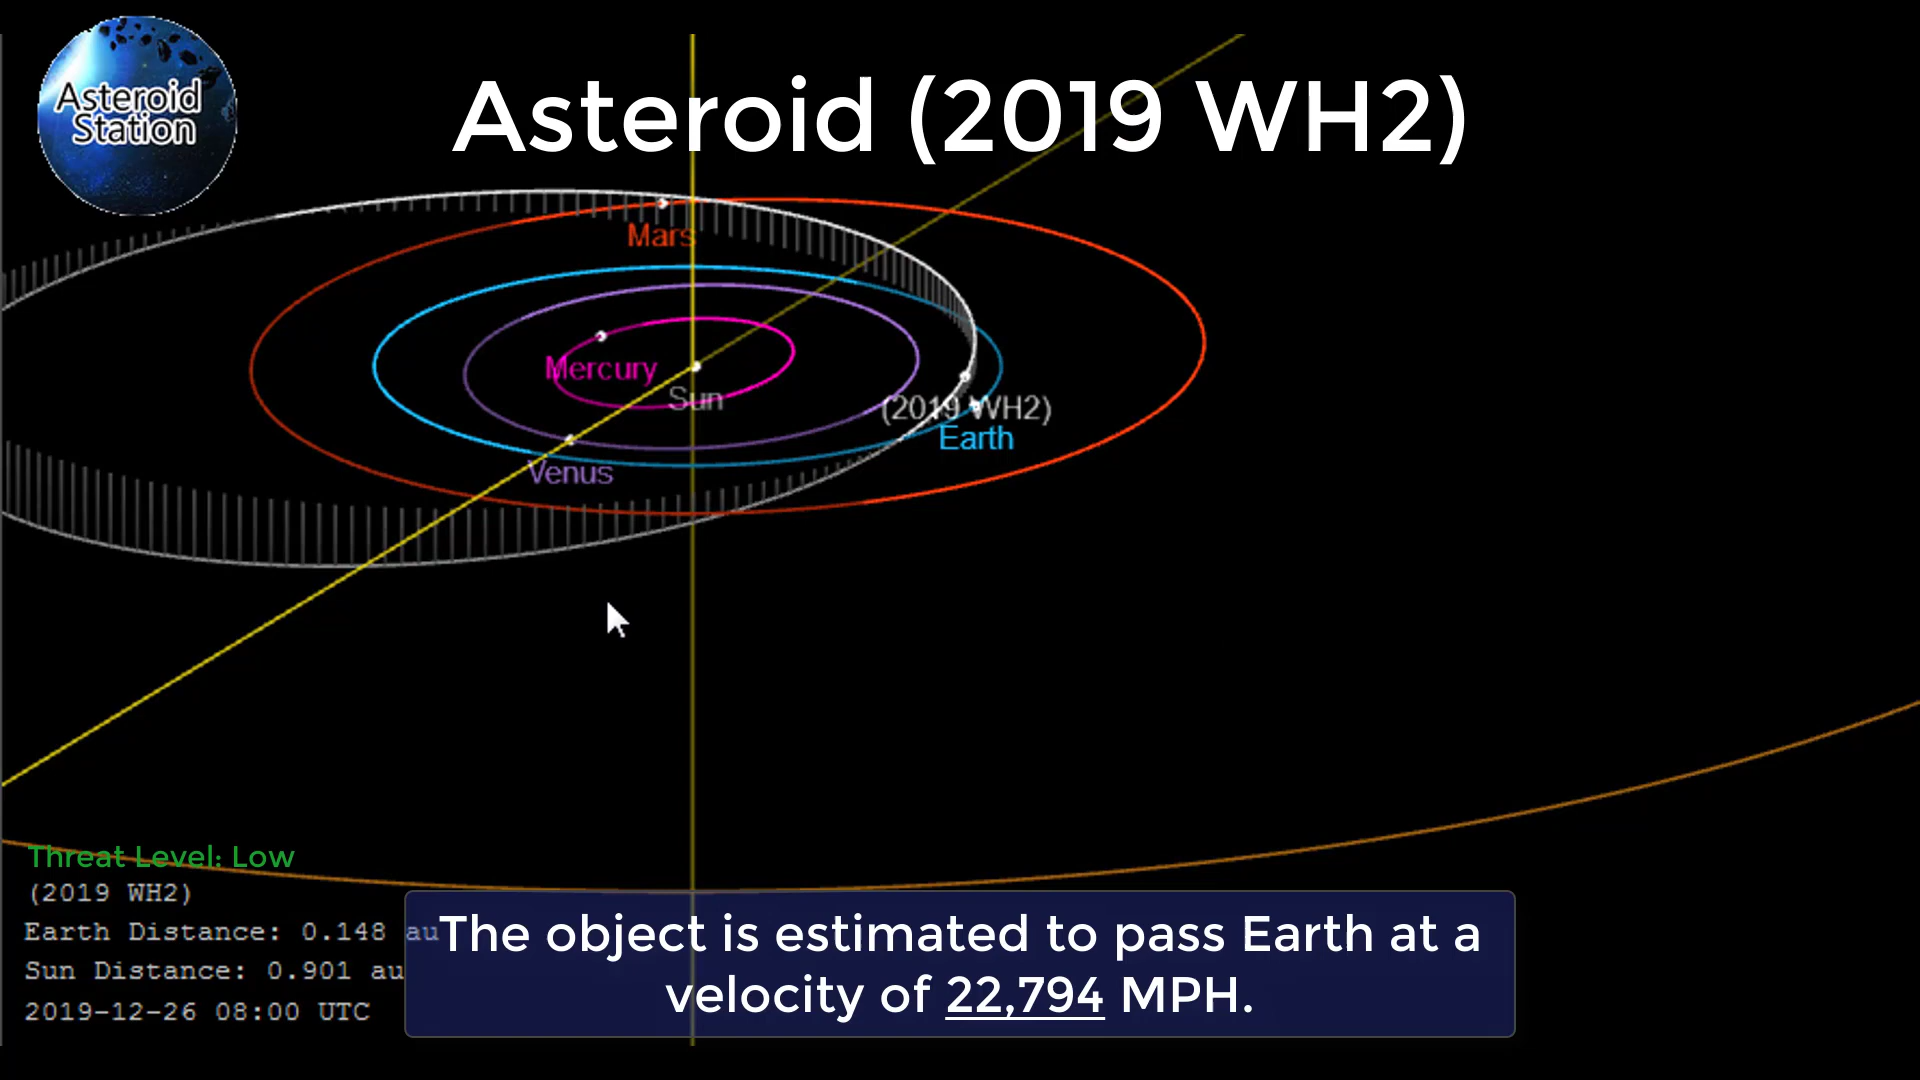 Asteroid
Station
Asteroid (2019 WH2)
Mars
Mercury
Sun
(2019 WH2)
Earth
Venus
Threat Level: Low
(2019 WH2)
Earth Distance: 0.148 au
Sun Distance: 0.901 au
2019-12-26 08:00 UTC
The object is estimated to pass Earth at a
velocity of 22,794 MPH.